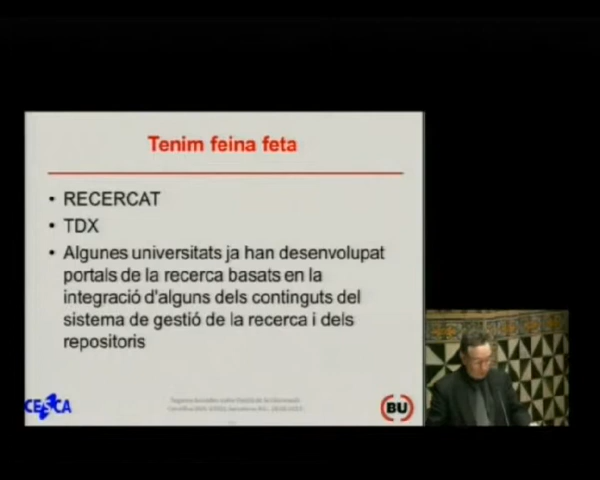 Tenim feina feta
• RECERCAT
• TDX
• Algunes universitats ja han desenvolupat
portals de la recerca basats en la
integració d'alguns dels continguts del
sistema de gestió de la recerca i dels
repositoris
CESCA
BU